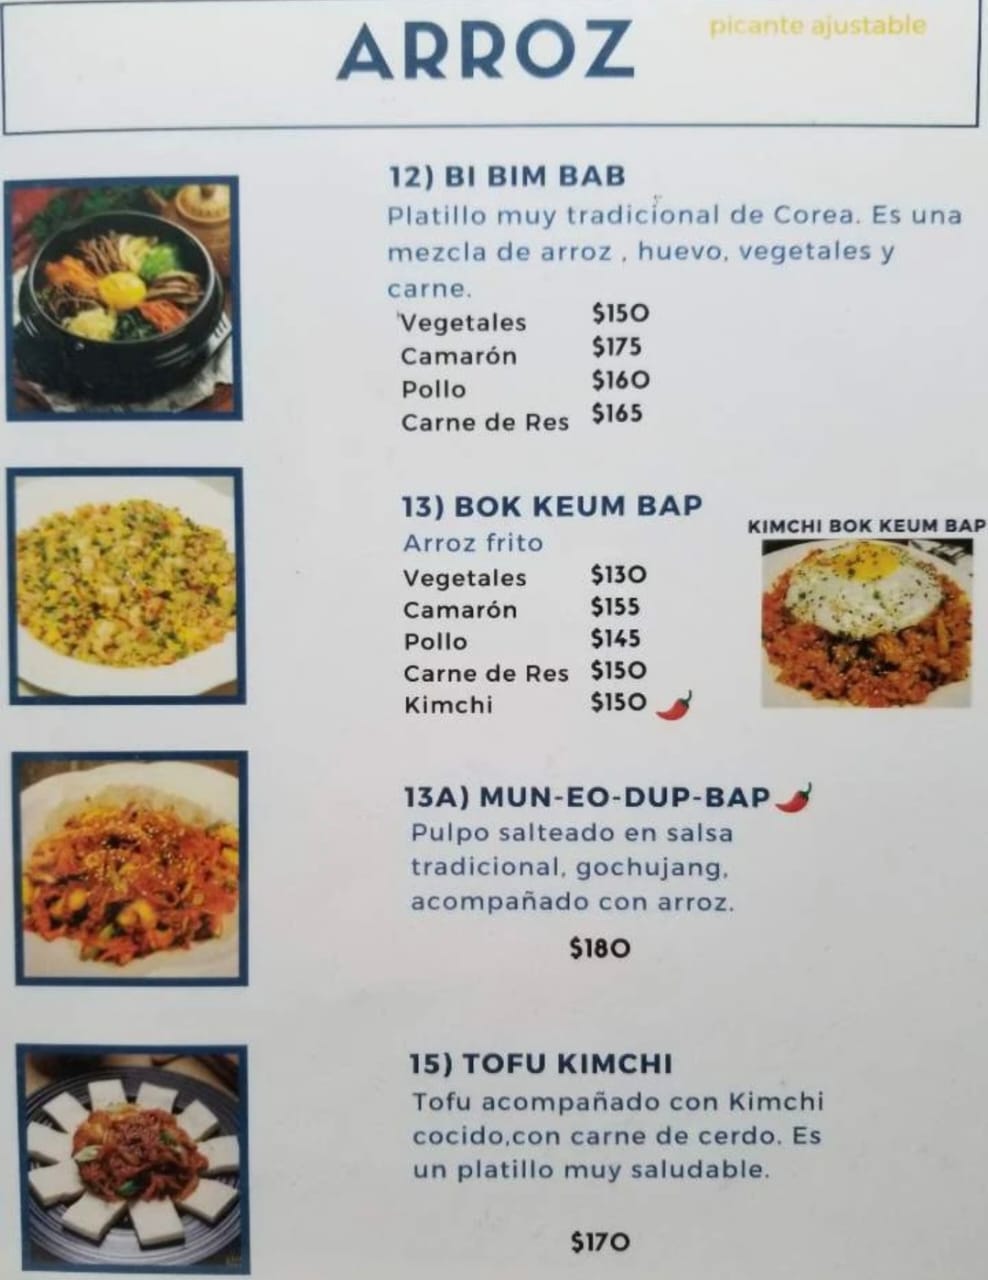 picante ajustable
ARROZ
12) BI BIM BAB
Platillo muy tradicional de Corea. Es una
mezcla de arroz , huevo, vegetales y
carne.
Vegetales $150
Camarón $175
Pollo $160
Carne de Res $165
13) BOK KEUM BAP
Arroz frito
Vegetales $130
Camarón $155
Pollo $145
Carne de Res $150
Kimchi $150
KIMCHI BOK KEUM BAP
13A) MUN-EO-DUP-BAP
Pulpo salteado en salsa
tradicional, gochujang,
acompañado con arroz.
$180
15) TOFU KIMCHI
Tofu acompañado con Kimchi
cocido,con carne de cerdo. Es
un platillo muy saludable.
$170